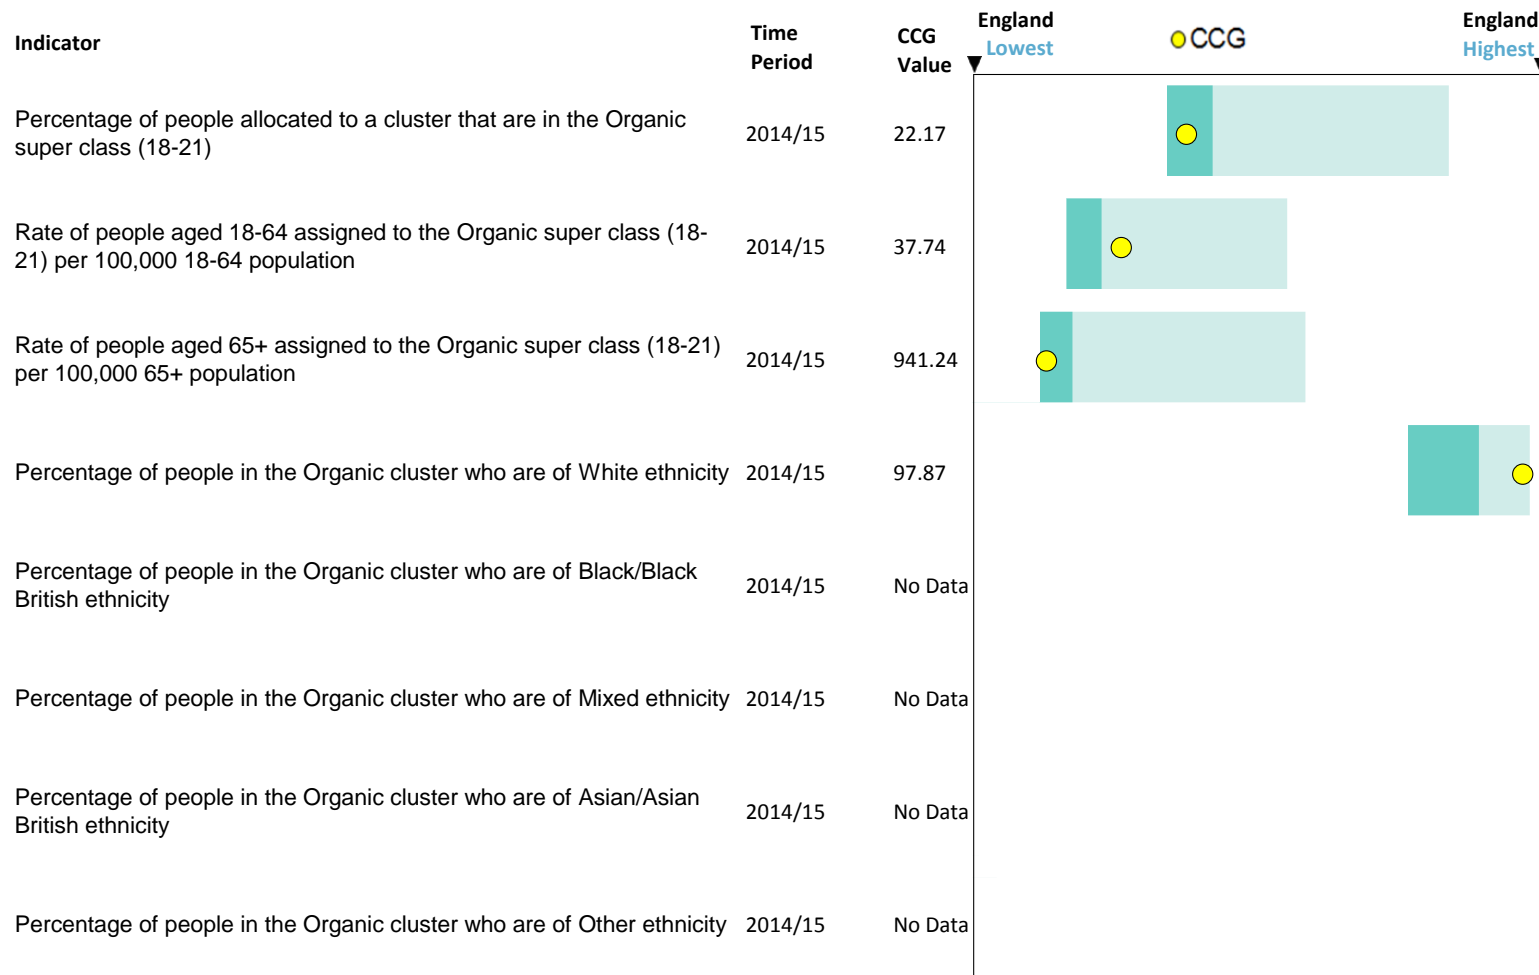 Indicator
Time Period
CCG Value
England Lowest
CCG
England Highest
Percentage of people allocated to a cluster that are in the Organic
super class (18-21)
2014/15
22.17
Rate of people aged 18-64 assigned to the Organic super class (18-
21) per 100,000 18-64 population
2014/15
37.74
Rate of people aged 65+ assigned to the Organic super class (18-21)
per 100,000 65+ population
2014/15
941.24
Percentage of people in the Organic cluster who are of White ethnicity
2014/15
97.87
Percentage of people in the Organic cluster who are of Black/Black
British ethnicity
2014/15
No Data
Percentage of people in the Organic cluster who are of Mixed ethnicity
2014/15
No Data
Percentage of people in the Organic cluster who are of Asian/Asian
British ethnicity
2014/15
No Data
Percentage of people in the Organic cluster who are of Other ethnicity
2014/15
No Data